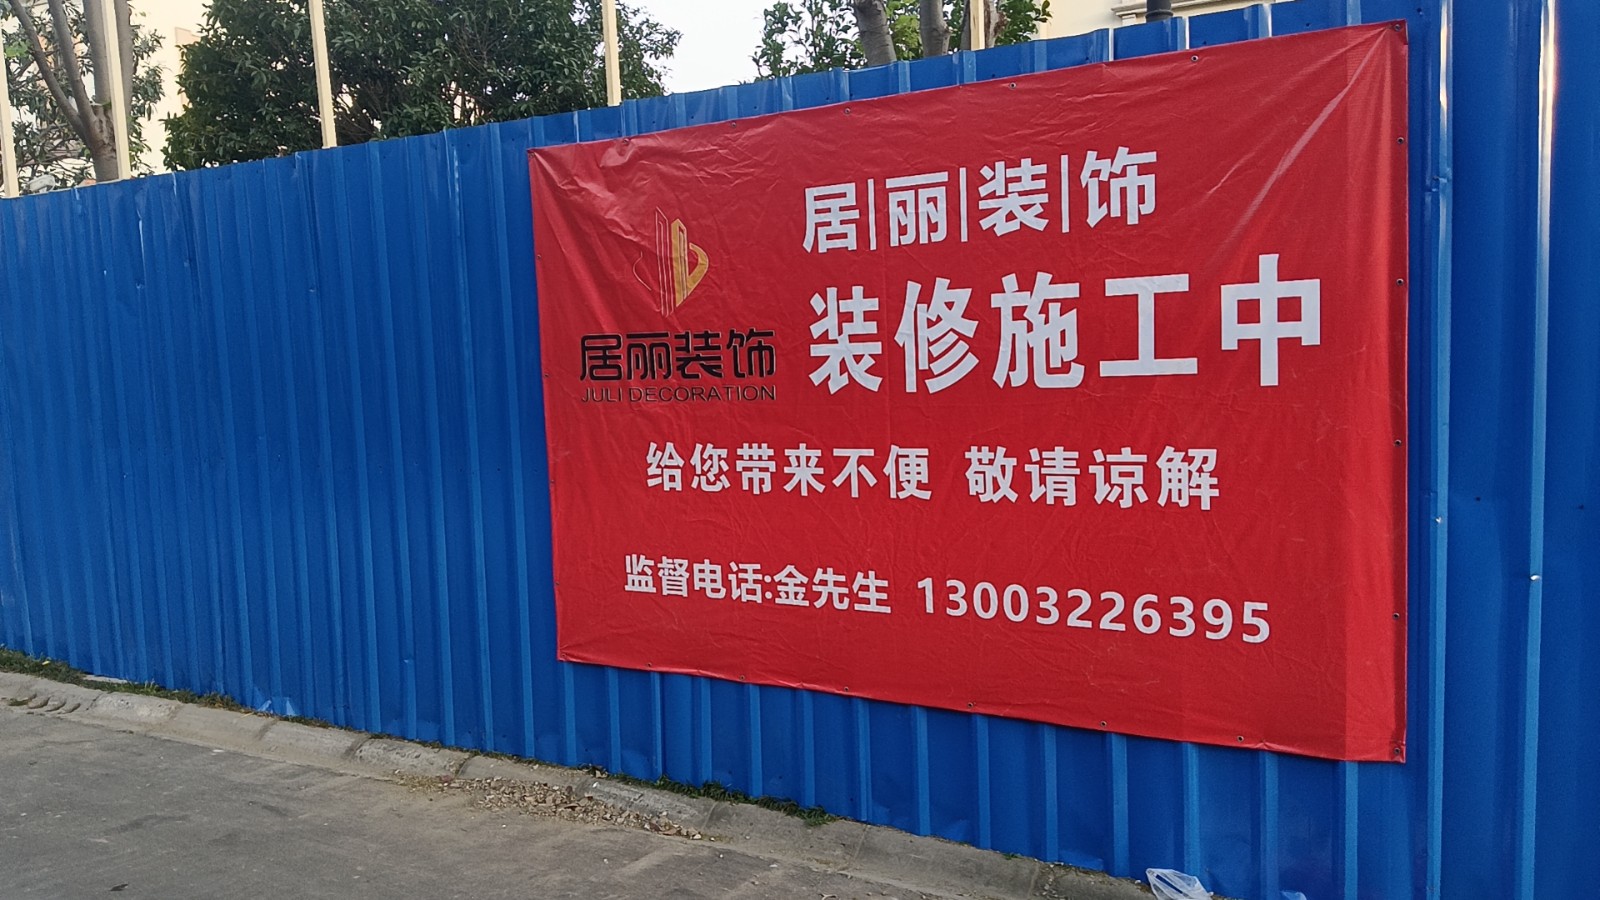 居丽装饰
JULI DECORATION
居|丽|装|饰
装修施工中
给您带来不便 敬请谅解
监督电话:金先生 13003226395